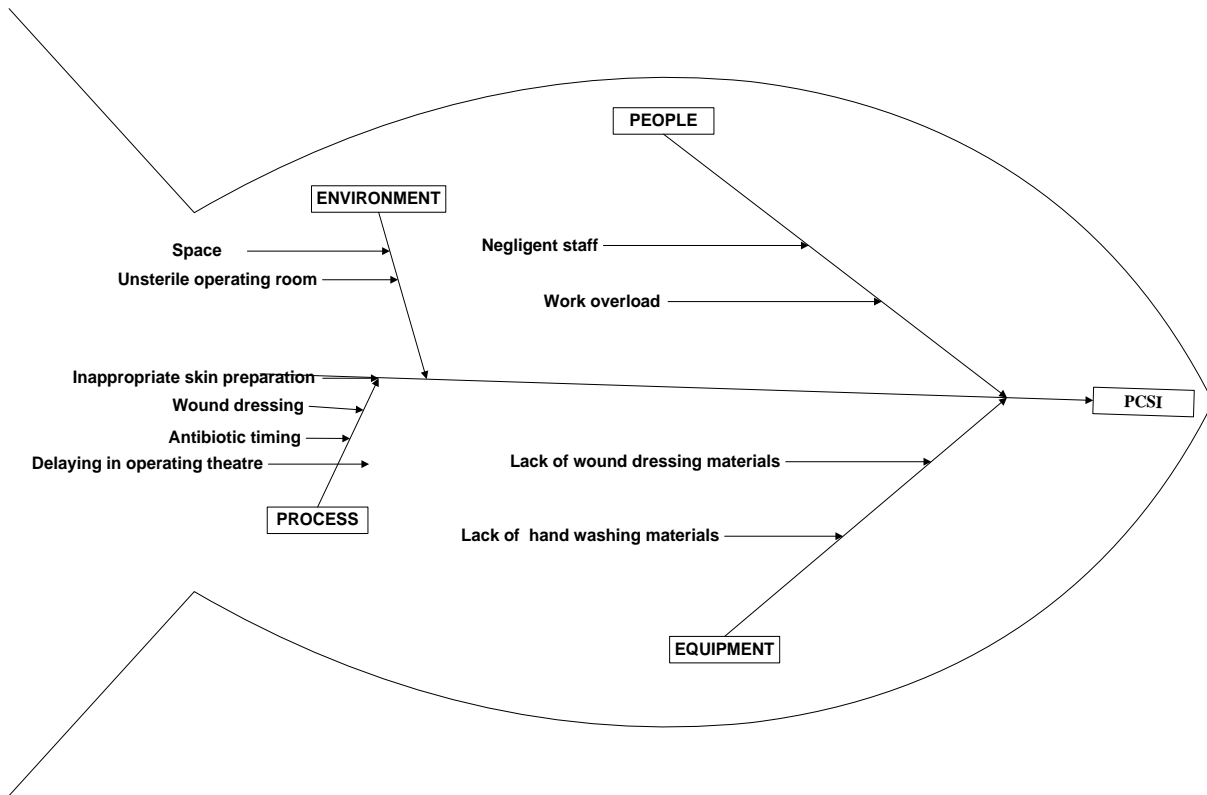 PEOPLE
ENVIRONMENT
Space
Negligent staff
Unsterile operating room
Work overload
Inappropriate skin preparation
PCSI
Wound dressing
Antibiotic timing
Delaying in operating theatre
Lack of wound dressing materials
PROCESS
Lack of  hand washing materials
EQUIPMENT